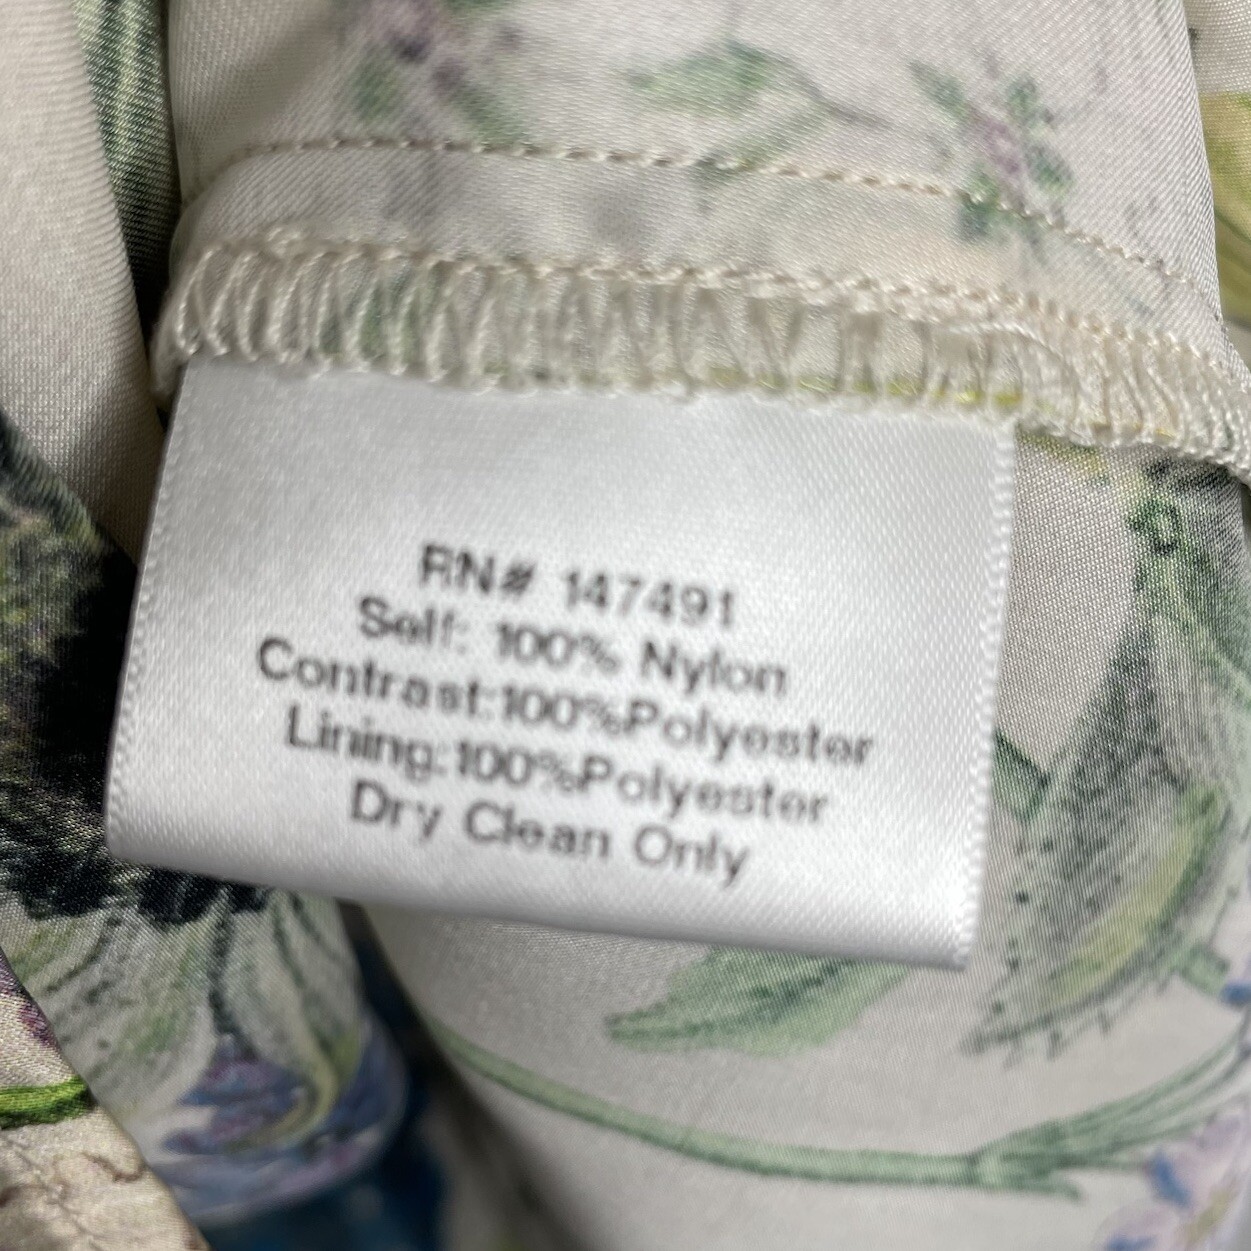 RN# 147491
Self: 100% Nylon
Contrast:100%Polyester
Lining:100%Polyester
Dry Clean Only